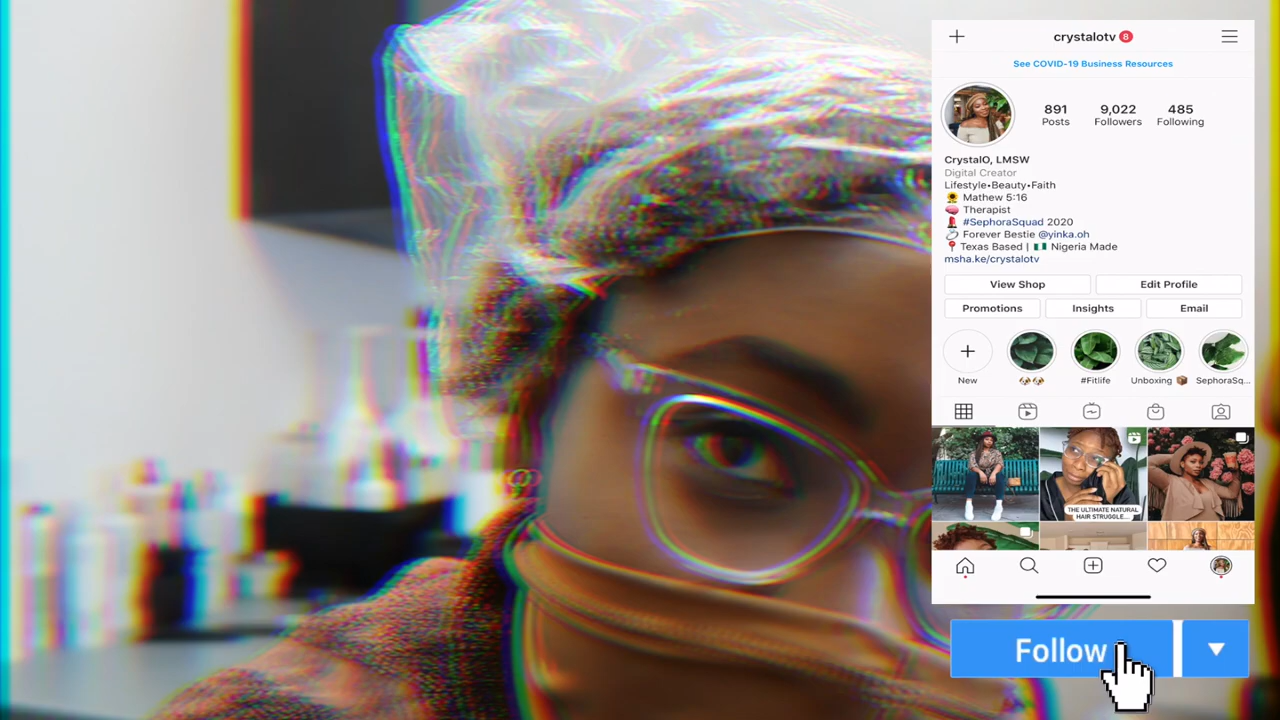 crystalotv 8
See COVID-19 Business Resources
891 9,022 485
Posts Followers Following
CrystalO, LMSW
Digital Creator
Lifestyle•Beauty•Faith
🌻 Mathew 5:16
🧠 Therapist
💄 #SephoraSquad 2020
💍 Forever Bestie @yinka.oh
📍Texas Based | 🇳🇬 Nigeria Made
msha.ke/crystalotv
View Shop Edit Profile
Promotions Insights Email
New 🐶🐶 #Fitlife Unboxing 📦 SephoraSq...
THE ULTIMATE NATURAL
HAIR STRUGGLE...
Follow